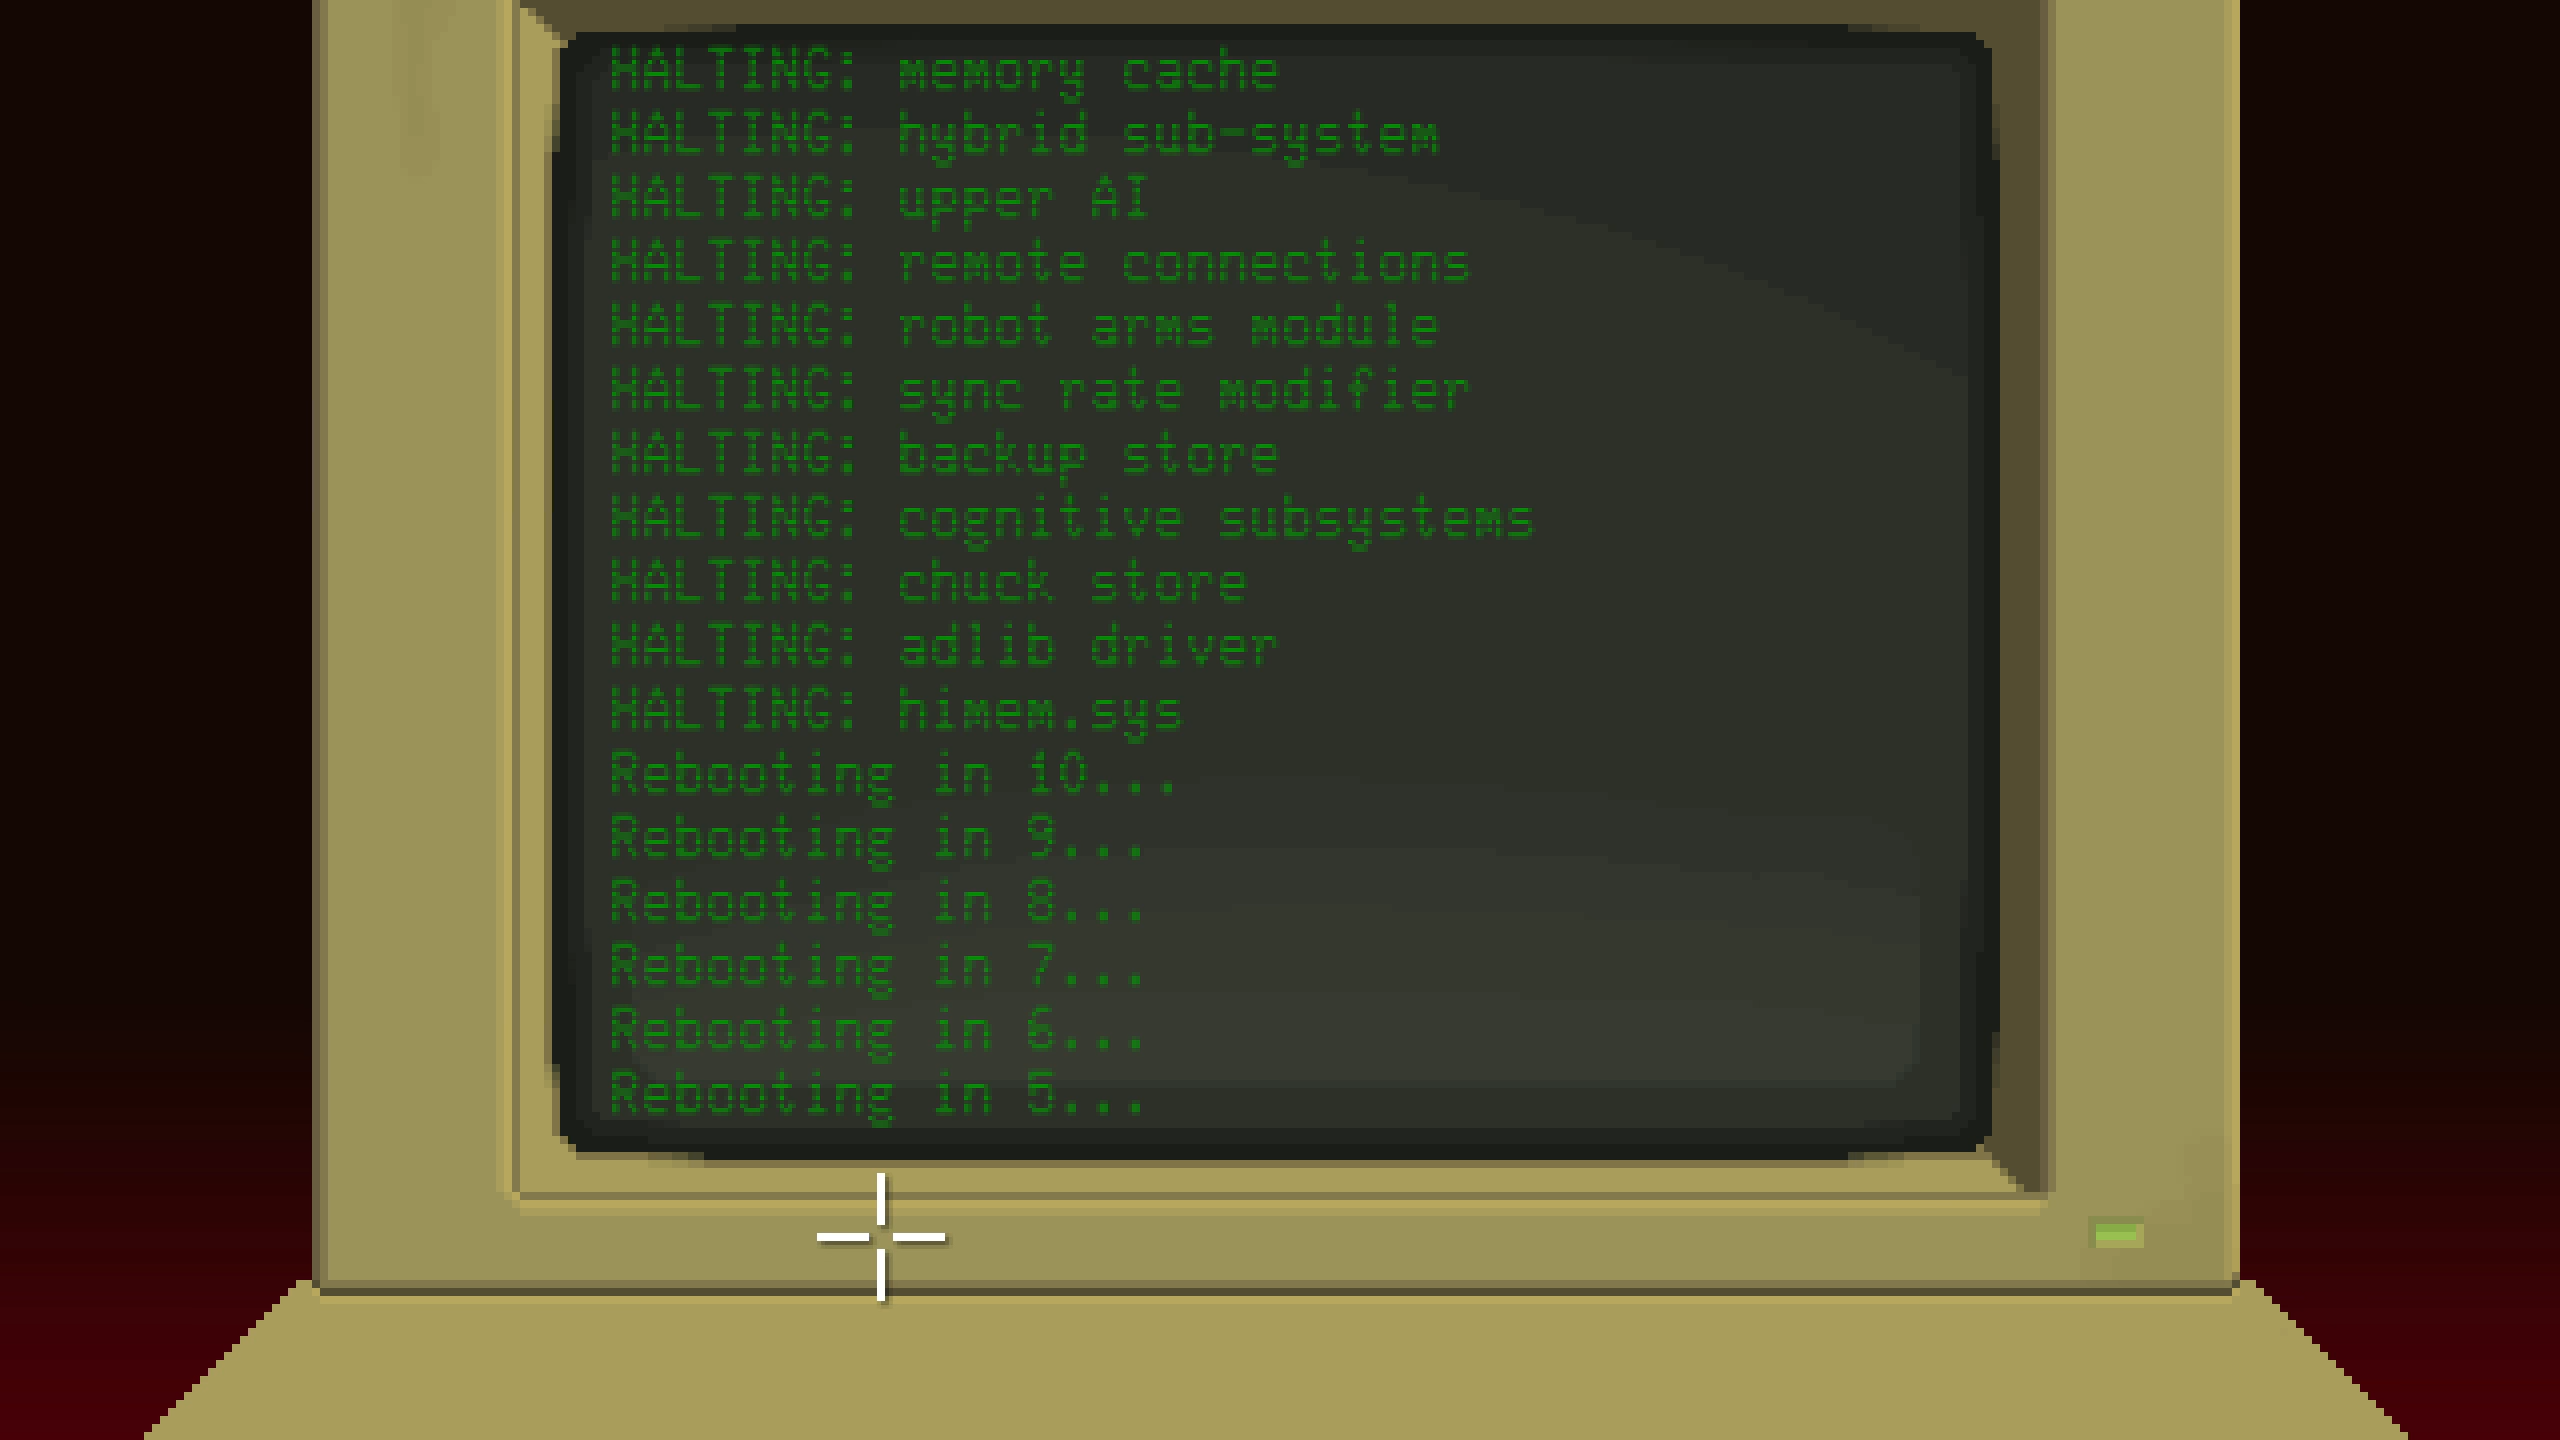 HALTING: memory cache
HALTING: hybrid sub-system
HALTING: upper AI
HALTING: remote connections
HALTING: robot arms module
HALTING: sync rate modifier
HALTING: backup store
HALTING: cognitive subsystems
HALTING: chuck store
HALTING: adlib driver
HALTING: himem.sys
Rebooting in 10...
Rebooting in 9...
Rebooting in 8...
Rebooting in 7...
Rebooting in 6...
Rebooting in 5...